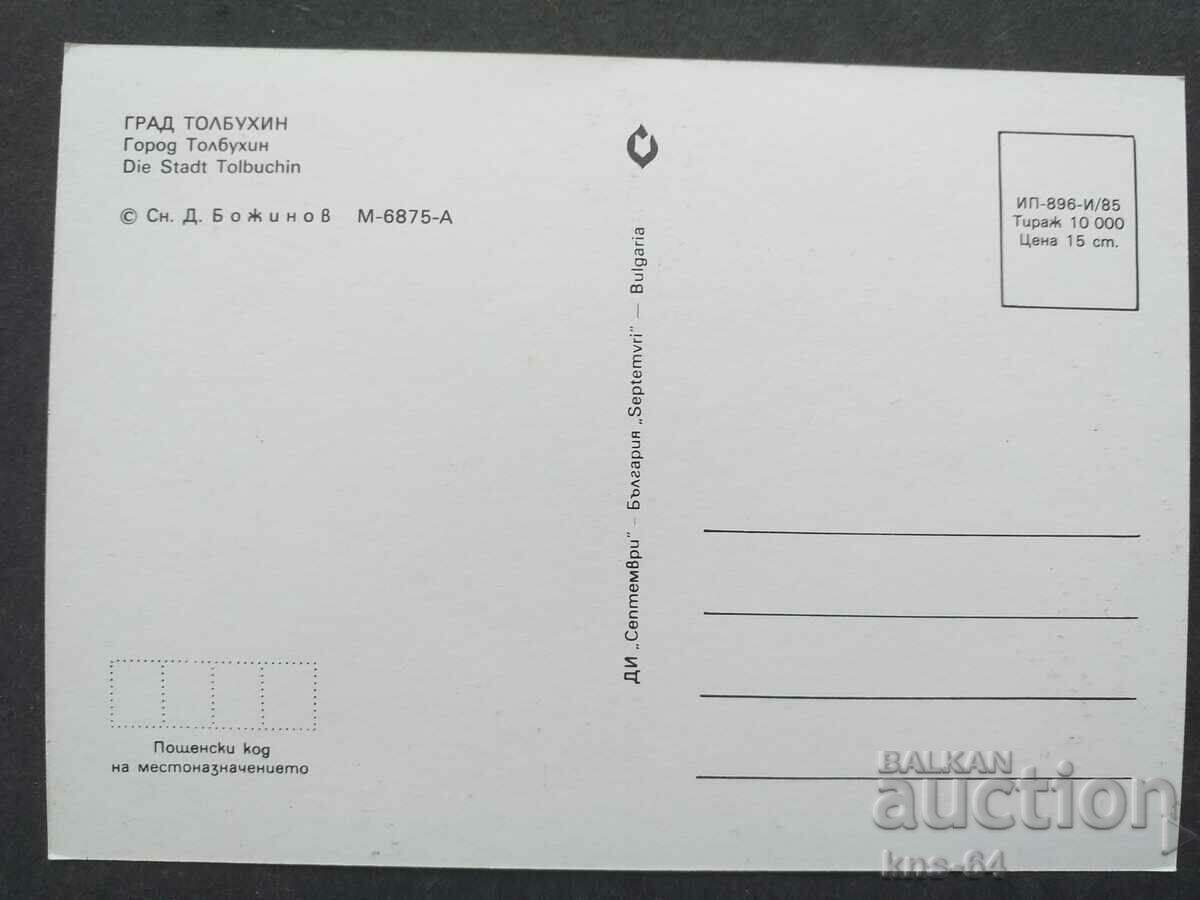 ГРАД ТОЛБУХИН
Город Толбухин
Die Stadt Tolbuchin
© Сн. Д. Божинов М-6875-А
ДИ „Септември” – България „Septemvri” — Bulgaria
ИП-896-И/85
Тираж 10 000
Цена 15 ст.
Пощенски код
на местоназначението
BALKAN
auction
kns-64